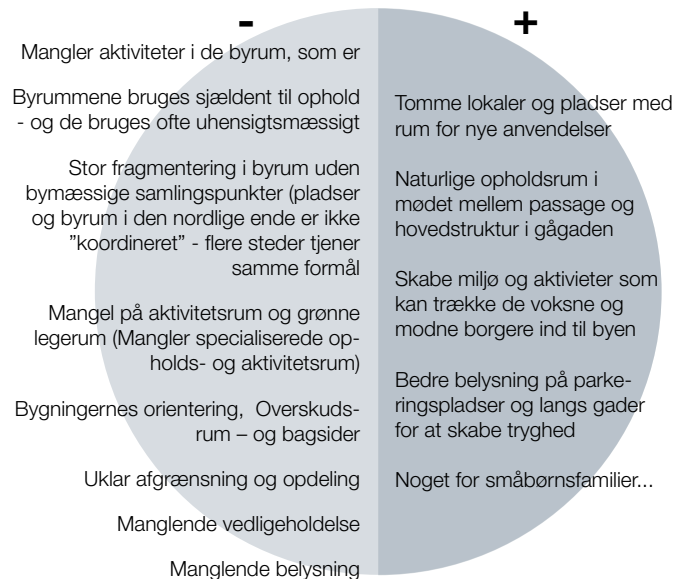 -
Mangler aktiviteter i de byrum, som er
Byrummene bruges sjældent til ophold
- og de bruges ofte uhensigtsmæssigt
Stor fragmentering i byrum uden
bymæssige samlingspunkter (pladser
og byrum i den nordlige ende er ikke
”koordineret” - flere steder tjener
samme formål
Mangel på aktivitetsrum og grønne
legerum (Mangler specialiserede op-
holds- og aktivitetsrum)
Bygningernes orientering, Overskuds-
rum – og bagsider
Uklar afgrænsning og opdeling
Manglende vedligeholdelse
Manglende belysning
+
Tomme lokaler og pladser med
rum for nye anvendelser
Naturlige opholdsrum i
mødet mellem passage og
hovedstruktur i gågaden
Skabe miljø og aktivieter som
kan trække de voksne og
modne borgere ind til byen
Bedre belysning på parke-
ringspladser og langs gader
for at skabe tryghed
Noget for småbørnsfamilier...